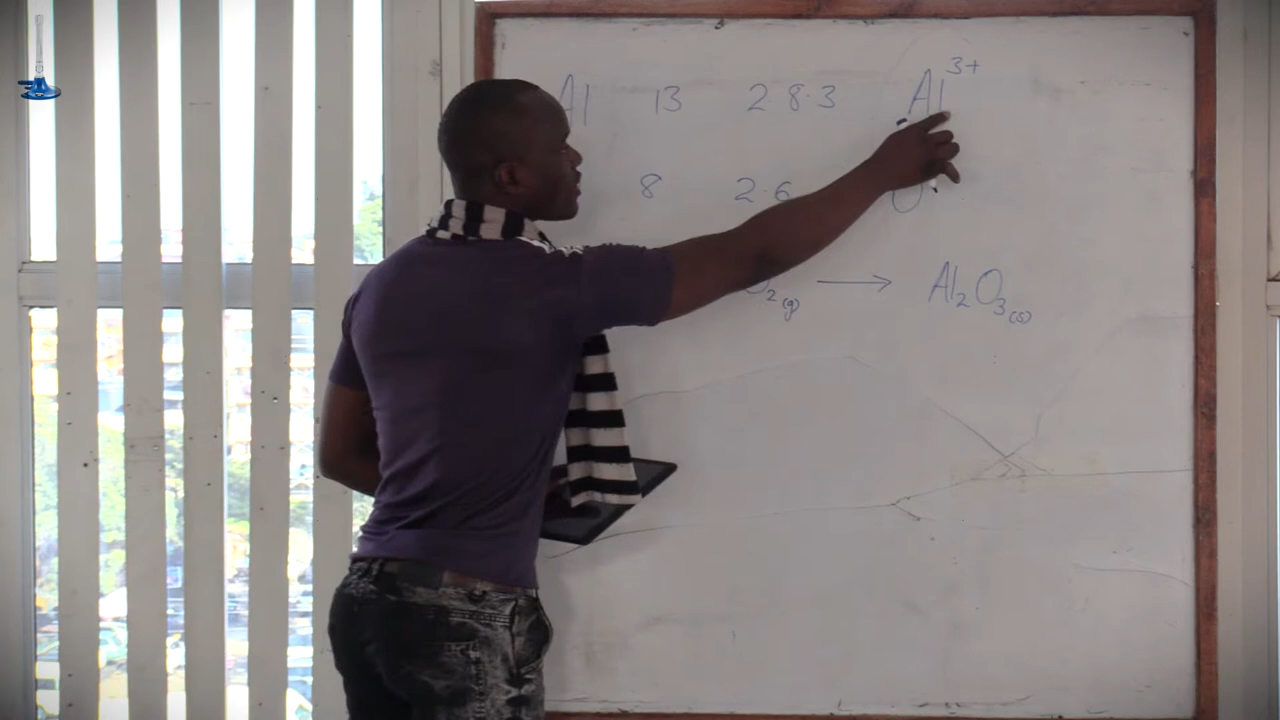 Al 13 2·8·3 Al³⁺
8 2·6 O
O₂(g) → Al₂O₃(s)